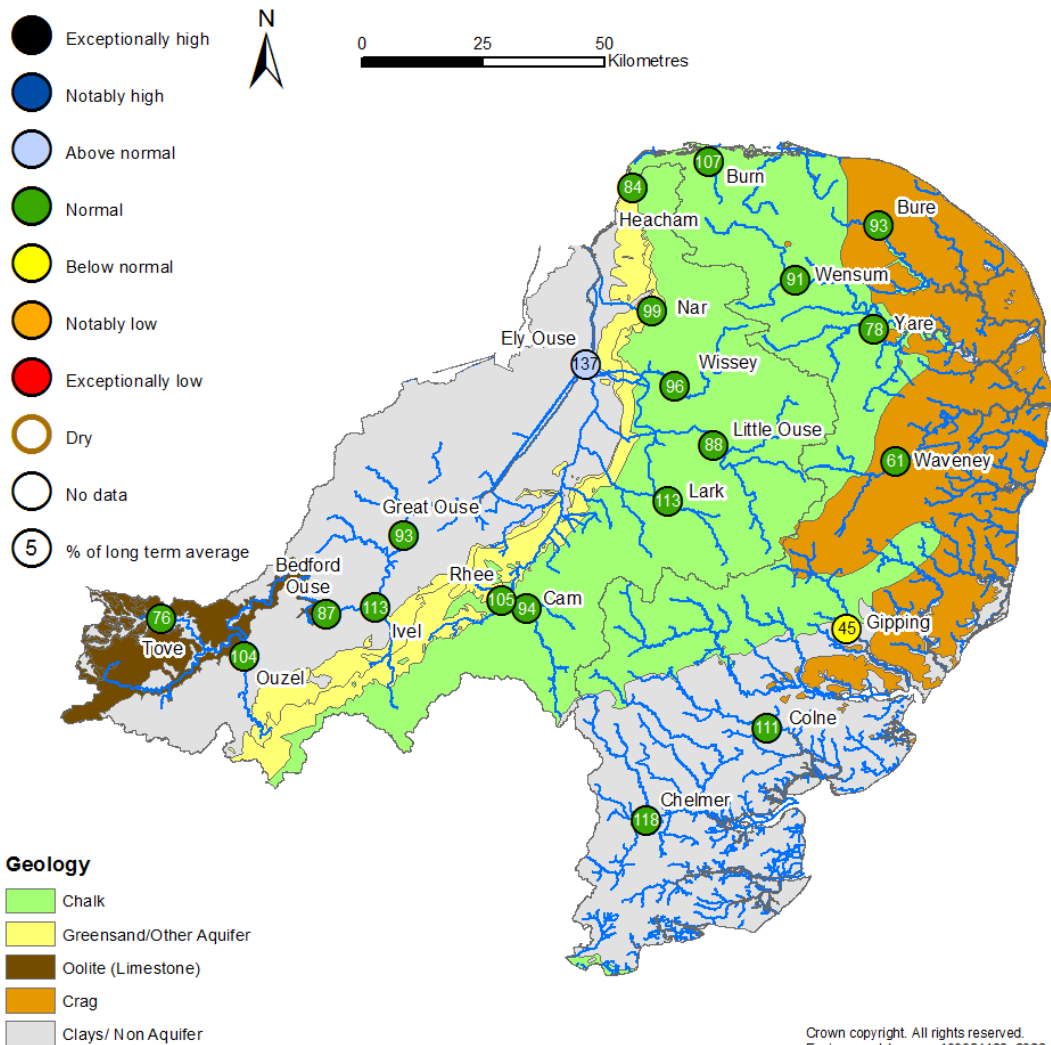 Exceptionally high
Notably high
Above normal
Normal
Below normal
Notably low
Exceptionally low
Dry
No data
5 % of long term average
N
0 25 50
Kilometres
107
Burn
84
Heacham
Bure
93
Wensum
91
99 Nar
78 Yare
Ely Ouse
137
Wissey
96
Little Ouse
88
61 Waveney
Lark
113
Great Ouse
93
Bedford
Ouse
87
113
Ivel
Rhee
105
94 Cam
76
Tove
104
Ouzel
45 Gipping
Colne
111
Chelmer
118
Geology
Chalk
Greensand/Other Aquifer
Oolite (Limestone)
Crag
Clays/ Non Aquifer
Crown copyright. All rights reserved.